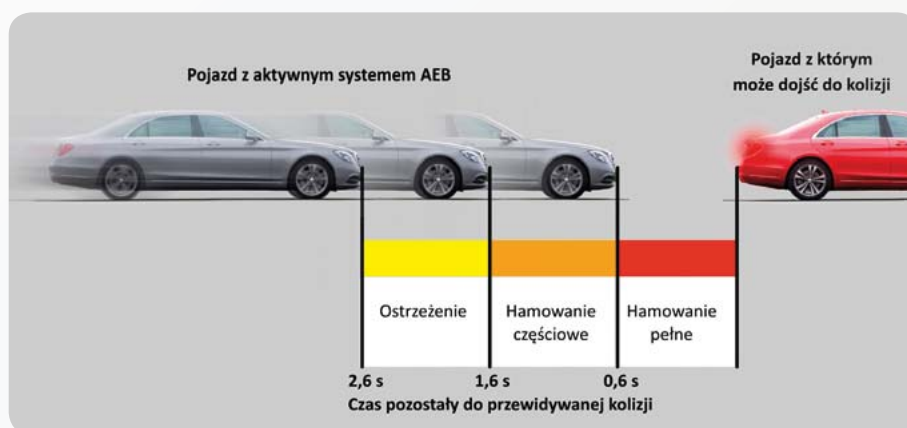 Pojazd z aktywnym systemem AEB
Pojazd z którym
może dojść do kolizji
Ostrzeżenie
Hamowanie
częściowe
Hamowanie
pełne
2,6 s
1,6 s
0,6 s
Czas pozostały do przewidywanej kolizji